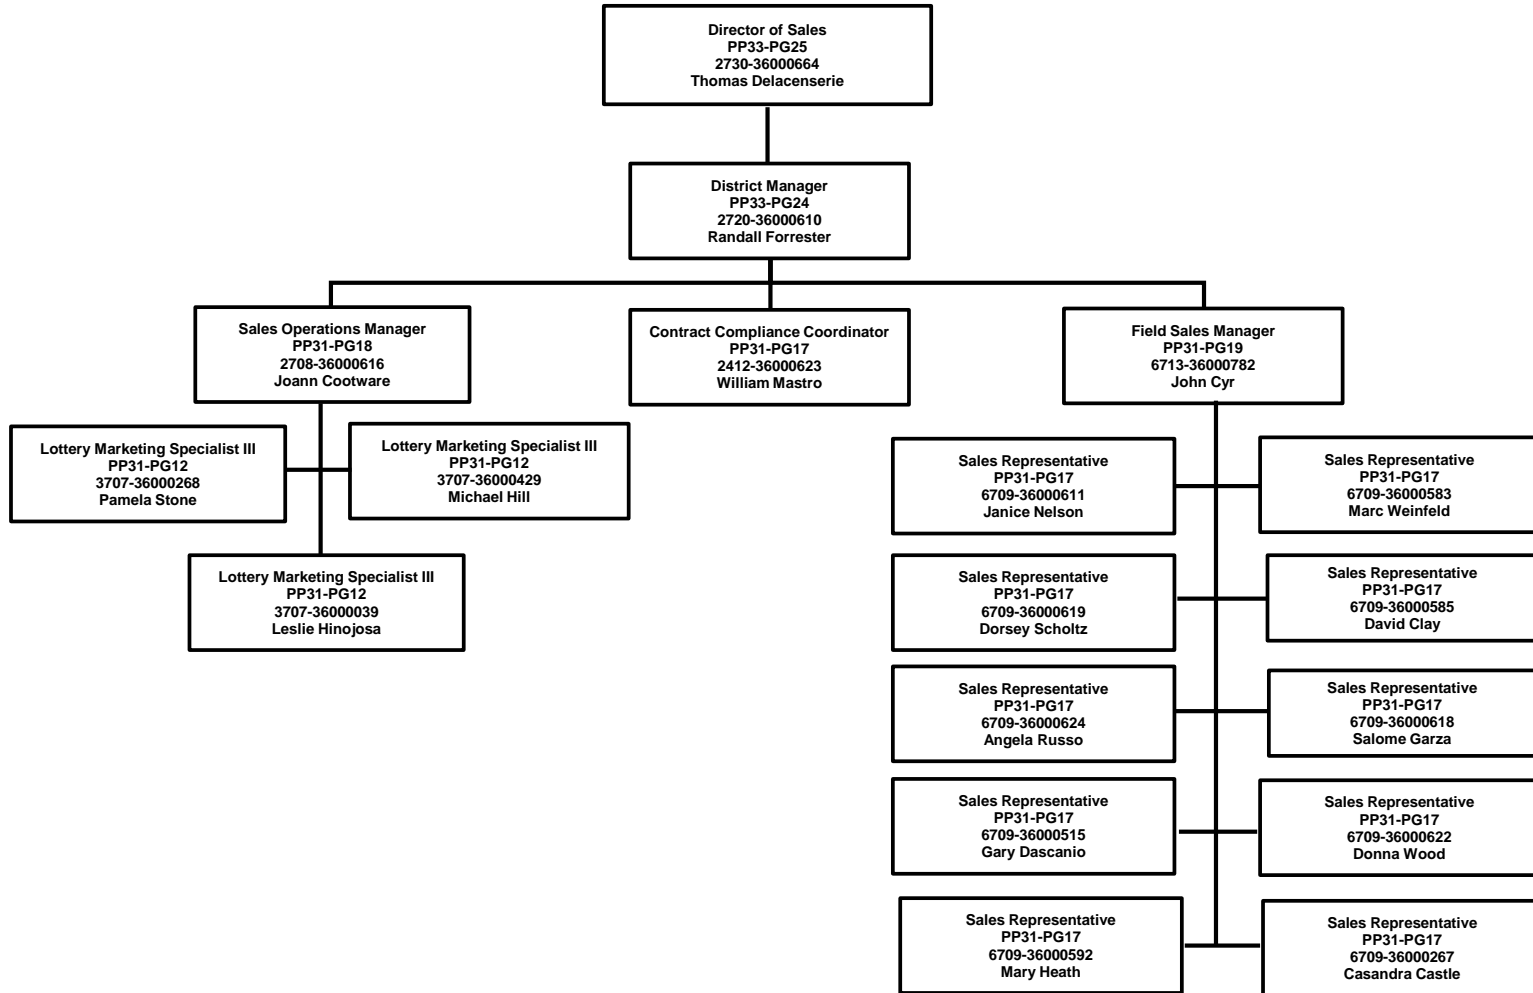 Director of Sales
PP33-PG25
2730-36000664
Thomas Delacenserie
District Manager
PP33-PG24
2720-36000610
Randall Forrester
Sales Operations Manager
PP31-PG18
2708-36000616
Joann Cootware
Contract Compliance Coordinator
PP31-PG17
2412-36000623
William Mastro
Field Sales Manager
PP31-PG19
6713-36000782
John Cyr
Lottery Marketing Specialist III
PP31-PG12
3707-36000268
Pamela Stone
Lottery Marketing Specialist III
PP31-PG12
3707-36000429
Michael Hill
Lottery Marketing Specialist III
PP31-PG12
3707-36000039
Leslie Hinojosa
Sales Representative
PP31-PG17
6709-36000611
Janice Nelson
Sales Representative
PP31-PG17
6709-36000583
Marc Weinfeld
Sales Representative
PP31-PG17
6709-36000619
Dorsey Scholtz
Sales Representative
PP31-PG17
6709-36000585
David Clay
Sales Representative
PP31-PG17
6709-36000624
Angela Russo
Sales Representative
PP31-PG17
6709-36000618
Salome Garza
Sales Representative
PP31-PG17
6709-36000515
Gary Dascanio
Sales Representative
PP31-PG17
6709-36000622
Donna Wood
Sales Representative
PP31-PG17
6709-36000592
Mary Heath
Sales Representative
PP31-PG17
6709-36000267
Casandra Castle